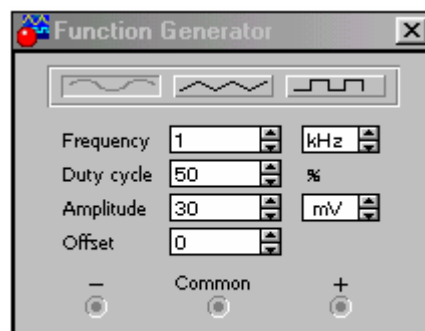 Function Generator
Frequency 1 kHz
Duty cycle 50 %
Amplitude 30 mV
Offset 0
− Common +